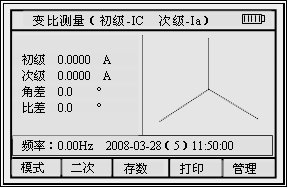 变比测量(初级-IC 次级-Ia)
初级 0.0000 A
次级 0.0000 A
角差 0.0 °
比差 0.0 °
频率:0.00Hz 2008-03-28(5)11:50:00
模式 二次 存数 打印 管理